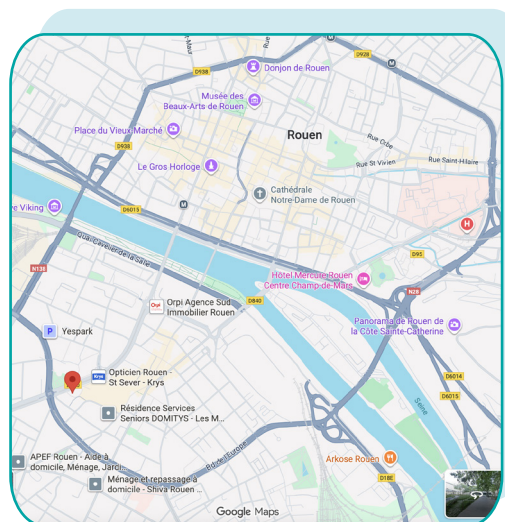 D938
D928
M
Donjon de Rouen
Musée des
Beaux-Arts de Rouen
Place du Vieux Marché
Rouen
Rue Orbe
D938
Rue St Vivien
Rue Saint-Hilaire
Le Gros Horloge
Cathédrale
Notre-Dame de Rouen
M
e Viking
D6015
H
Quai Cavelier de la Salle
D95
N138
Hôtel Mercure Rouen
Centre Champ-de-Mars
N28
D840
Orpi
Orpi Agence Sud
Immobilier Rouen
Panorama de Rouen de
la Côte Sainte-Catherine
P
Yespark
Krys
Opticien Rouen -
St Sever - Krys
D6014
D6015
Seine
Résidence Services
Seniors DOMITYS - Les M...
Bd de l'Europe
APEF Rouen - Aide à
domicile, Ménage, Jardi...
Arkose Rouen
D18E
Ménage et repassage à
domicile - Shiva Rouen ...
Google Maps